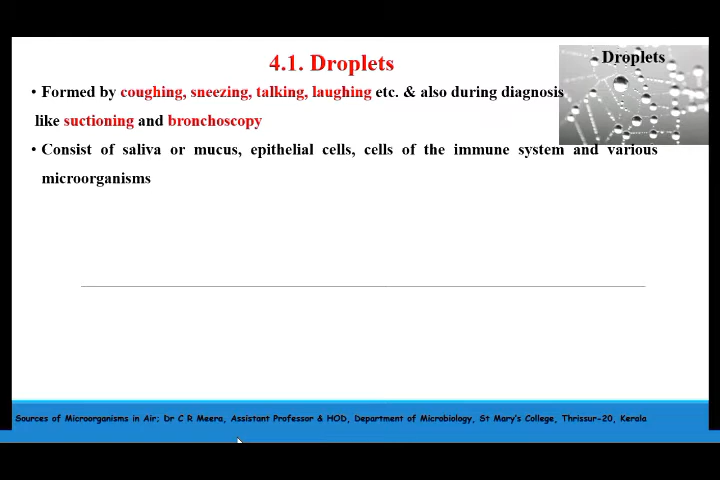 4.1. Droplets
Droplets
• Formed by coughing, sneezing, talking, laughing etc. & also during diagnosis
like suctioning and bronchoscopy
• Consist of saliva or mucus, epithelial cells, cells of the immune system and various
microorganisms
Sources of Microorganisms in Air; Dr C R Meera, Assistant Professor & HOD, Department of Microbiology, St Mary's College, Thrissur-20, Kerala